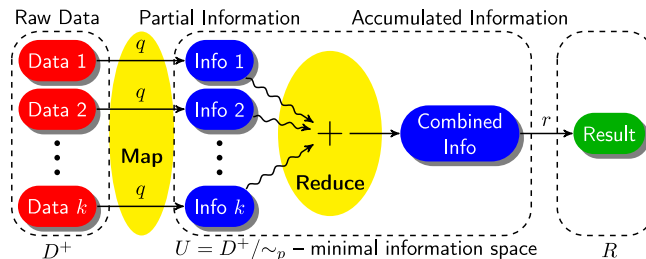 Raw Data Partial Information Accumulated Information
Data 1 q Info 1
Data 2 q Info 2
Map + Combined Info r Result
Reduce
Data k q Info k
D⁺ U = D⁺/∼ₚ – minimal information space R